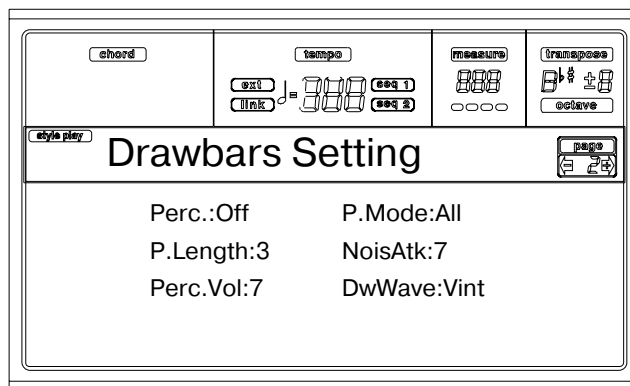 chord tempo measure transpose
ext seq 1
link seq 2
octave
style play
Drawbars Setting
page
2
Perc.:Off P.Mode:All
P.Length:3 NoisAtk:7
Perc.Vol:7 DwWave:Vint